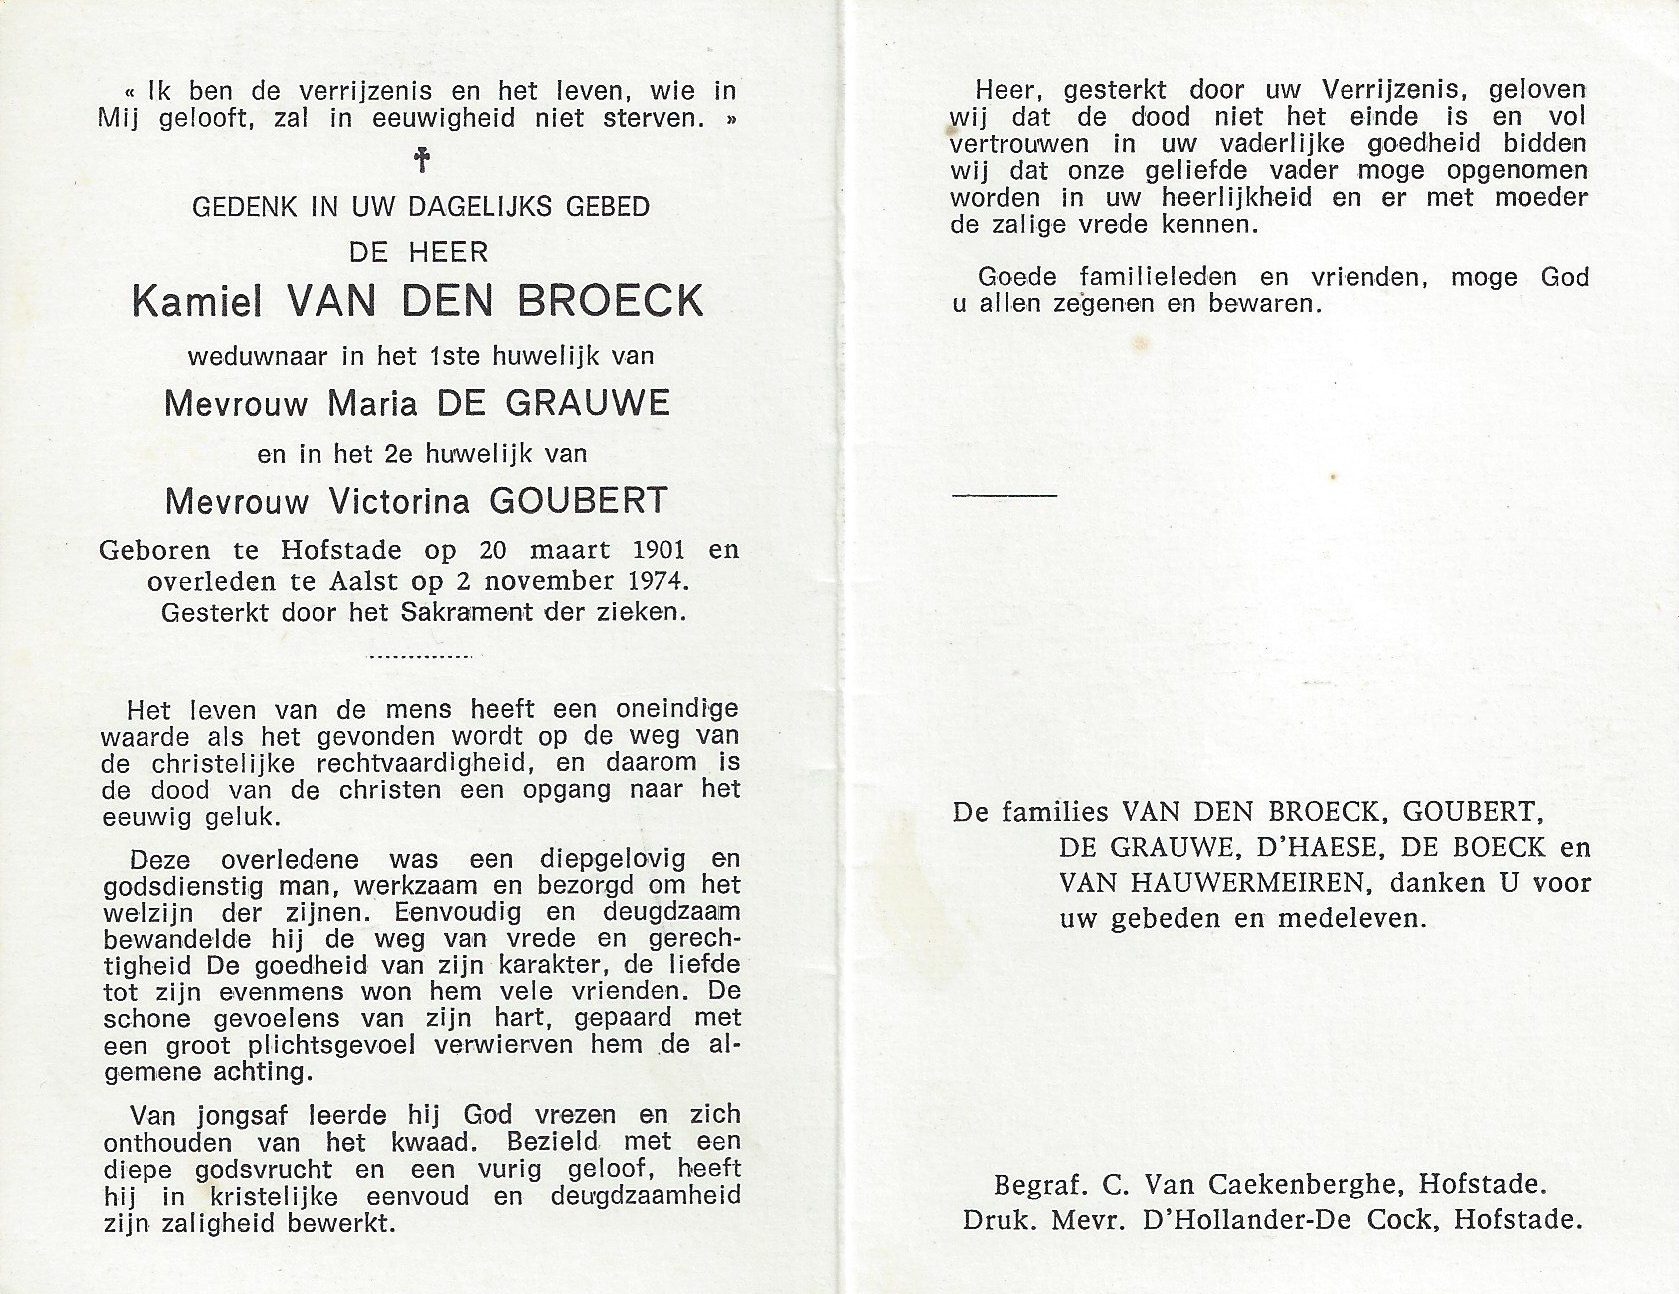 « Ik ben de verrijzenis en het leven, wie in
Mij gelooft, zal in eeuwigheid niet sterven. »
✝
GEDENK IN UW DAGELIJKS GEBED
DE HEER
Kamiel VAN DEN BROECK
weduwnaar in het 1ste huwelijk van
Mevrouw Maria DE GRAUWE
en in het 2e huwelijk van
Mevrouw Victorina GOUBERT
Geboren te Hofstade op 20 maart 1901 en
overleden te Aalst op 2 november 1974.
Gesterkt door het Sakrament der zieken.
Het leven van de mens heeft een oneindige
waarde als het gevonden wordt op de weg van
de christelijke rechtvaardigheid, en daarom is
de dood van de christen een opgang naar het
eeuwig geluk.
Deze overledene was een diepgelovig en
godsdienstig man, werkzaam en bezorgd om het
welzijn der zijnen. Eenvoudig en deugdzaam
bewandelde hij de weg van vrede en gerech-
tigheid De goedheid van zijn karakter, de liefde
tot zijn evenmens won hem vele vrienden. De
schone gevoelens van zijn hart, gepaard met
een groot plichtsgevoel verwierven hem de al-
gemene achting.
Van jongsaf leerde hij God vrezen en zich
onthouden van het kwaad. Bezield met een
diepe godsvrucht en een vurig geloof, heeft
hij in kristelijke eenvoud en deugdzaamheid
zijn zaligheid bewerkt.
Heer, gesterkt door uw Verrijzenis, geloven
wij dat de dood niet het einde is en vol
vertrouwen in uw vaderlijke goedheid bidden
wij dat onze geliefde vader moge opgenomen
worden in uw heerlijkheid en er met moeder
de zalige vrede kennen.
Goede familieleden en vrienden, moge God
u allen zegenen en bewaren.
De families VAN DEN BROECK, GOUBERT,
DE GRAUWE, D'HAESE, DE BOECK en
VAN HAUWERMEIREN, danken U voor
uw gebeden en medeleven.
Begraf. C. Van Caekenberghe, Hofstade.
Druk. Mevr. D'Hollander-De Cock, Hofstade.